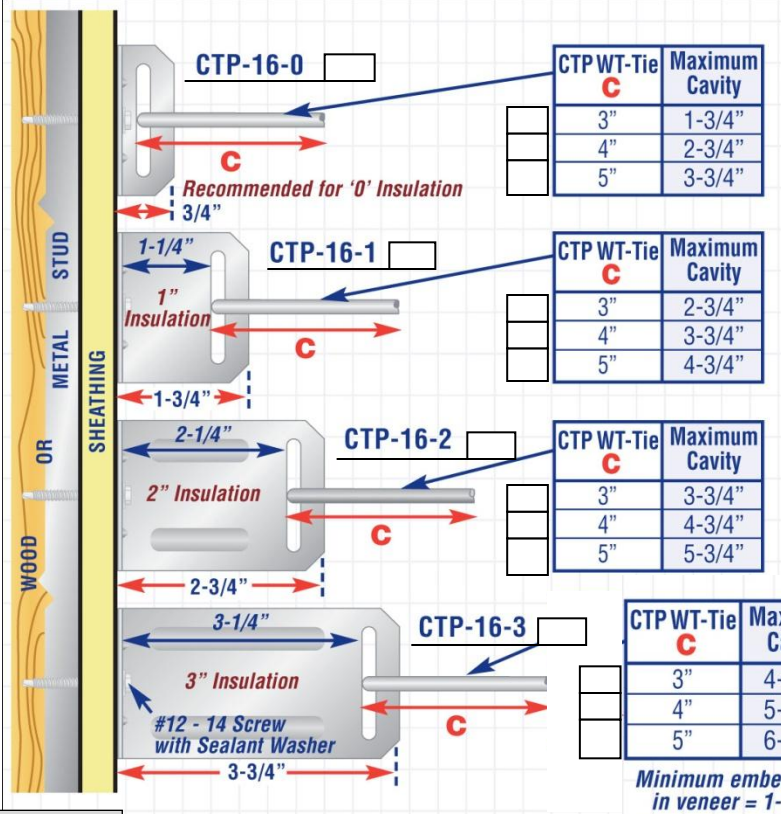 CTP-16-0
CTP WT-Tie C
Maximum Cavity
3” 1-3/4”
4” 2-3/4”
5” 3-3/4”
C
Recommended for ‘0’ Insulation
3/4”
1-1/4”
CTP-16-1
1” Insulation
C
1-3/4”
CTP WT-Tie C
Maximum Cavity
3” 2-3/4”
4” 3-3/4”
5” 4-3/4”
2-1/4”
CTP-16-2
2” Insulation
C
2-3/4”
CTP WT-Tie C
Maximum Cavity
3” 3-3/4”
4” 4-3/4”
5” 5-3/4”
3-1/4”
CTP-16-3
3” Insulation
C
#12 - 14 Screw
with Sealant Washer
3-3/4”
CTP WT-Tie C
3” 4-
4” 5-
5” 6-
Minimum
in veneer = 1-
WOOD OR METAL STUD
SHEATHING